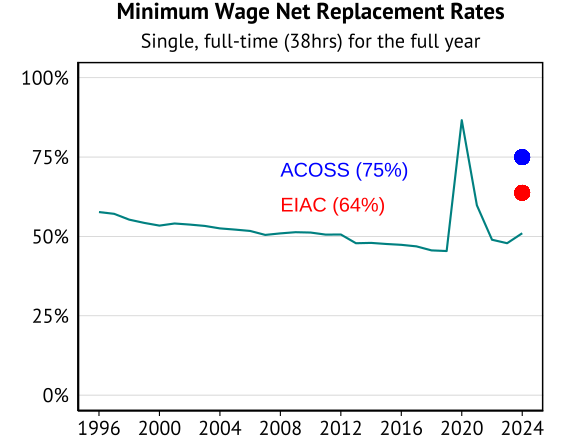 Minimum Wage Net Replacement Rates
Single, full-time (38hrs) for the full year
100%
75%
ACOSS (75%)
EIAC (64%)
50%
25%
0%
1996 2000 2004 2008 2012 2016 2020 2024